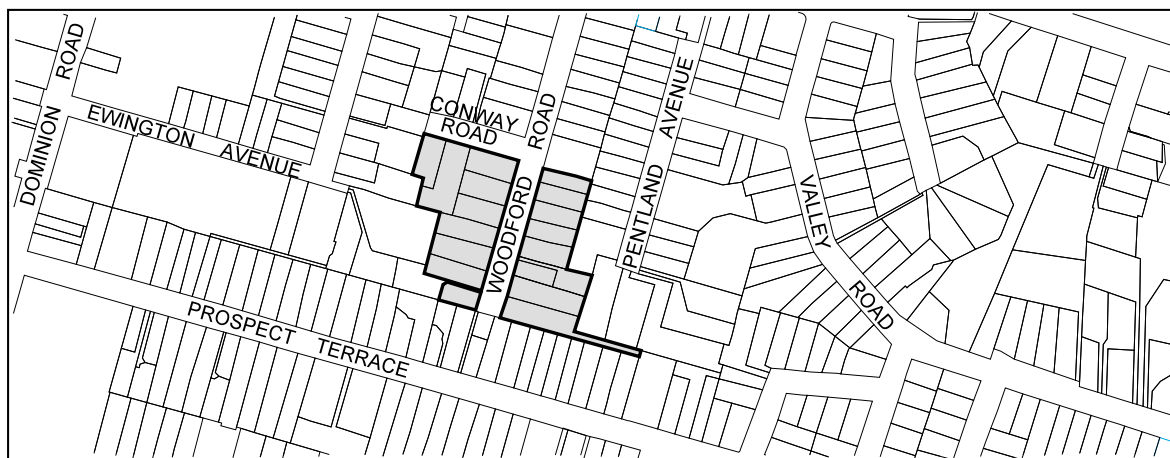 DOMINION ROAD
EWINGTON AVENUE
CONWAY
ROAD
WOODFORD ROAD
PENTLAND AVENUE
VALLEY ROAD
PROSPECT TERRACE